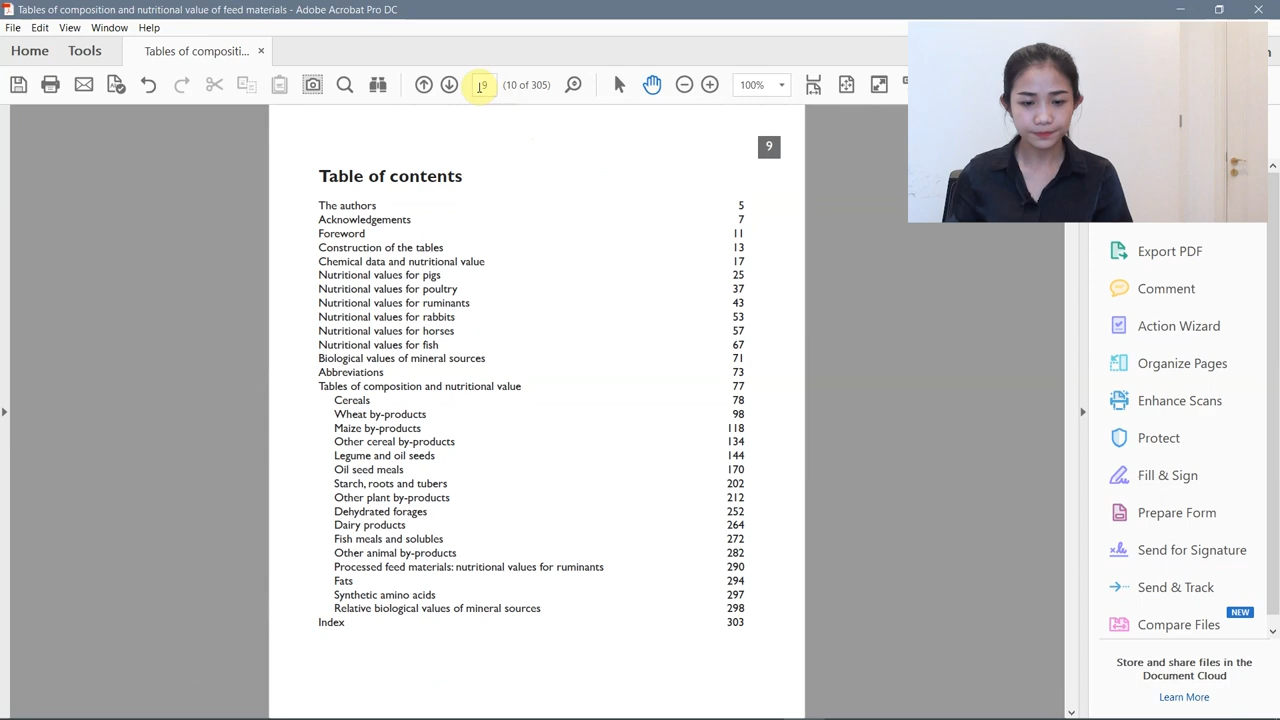 Tables of composition and nutritional value of feed materials - Adobe Acrobat Pro DC
File Edit View Window Help
Home Tools Tables of compositi... ×
9 (10 of 305) 100%
9
Table of contents
The authors 5
Acknowledgements 7
Foreword 11
Construction of the tables 13
Chemical data and nutritional value 17
Nutritional values for pigs 25
Nutritional values for poultry 37
Nutritional values for ruminants 43
Nutritional values for rabbits 53
Nutritional values for horses 57
Nutritional values for fish 67
Biological values of mineral sources 71
Abbreviations 73
Tables of composition and nutritional value 77
Cereals 78
Wheat by-products 98
Maize by-products 118
Other cereal by-products 134
Legume and oil seeds 144
Oil seed meals 170
Starch, roots and tubers 202
Other plant by-products 212
Dehydrated forages 252
Dairy products 264
Fish meals and solubles 272
Other animal by-products 282
Processed feed materials: nutritional values for ruminants 290
Fats 294
Synthetic amino acids 297
Relative biological values of mineral sources 298
Index 303
Export PDF
Comment
Action Wizard
Organize Pages
Enhance Scans
Protect
Fill & Sign
Prepare Form
Send for Signature
Send & Track
NEW
Compare Files
Store and share files in the
Document Cloud
Learn More